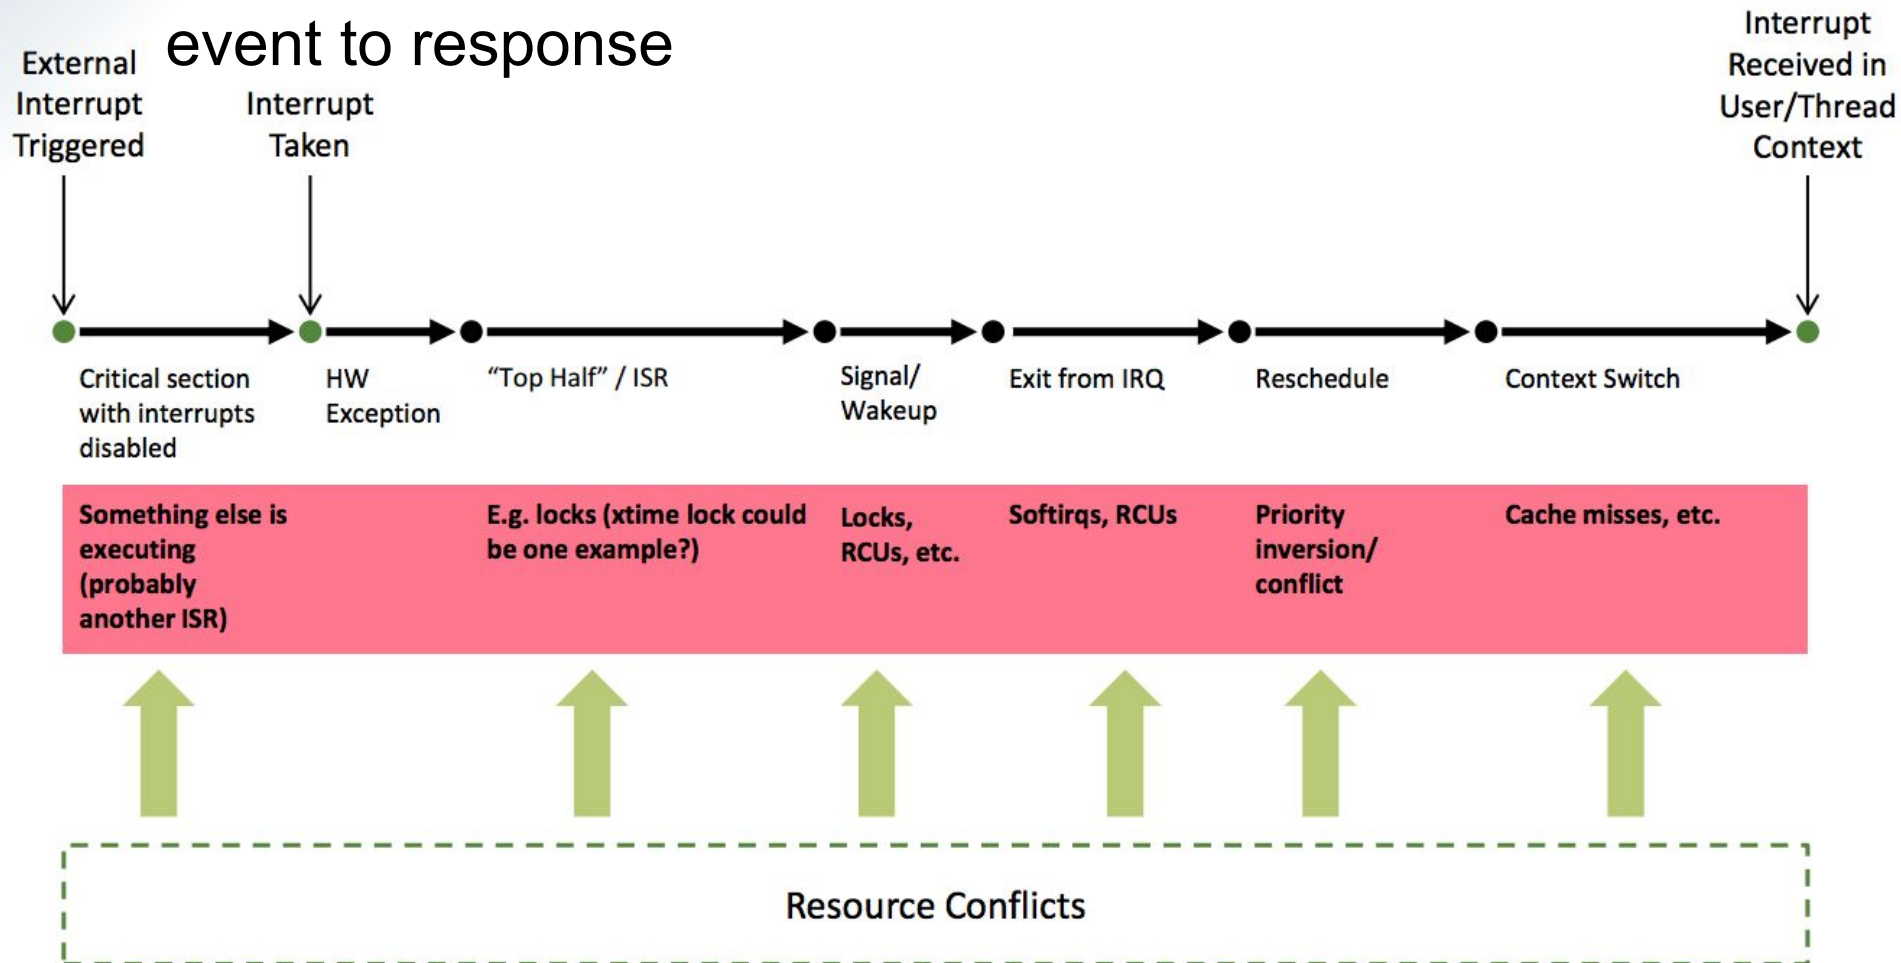 event to response
External
Interrupt
Triggered
Interrupt
Taken
Interrupt
Received in
User/Thread
Context
Critical section
with interrupts
disabled
HW
Exception
“Top Half” / ISR
Signal/
Wakeup
Exit from IRQ
Reschedule
Context Switch
Something else is
executing
(probably
another ISR)
E.g. locks (xtime lock could
be one example?)
Locks,
RCUs, etc.
Softirqs, RCUs
Priority
inversion/
conflict
Cache misses, etc.
Resource Conflicts